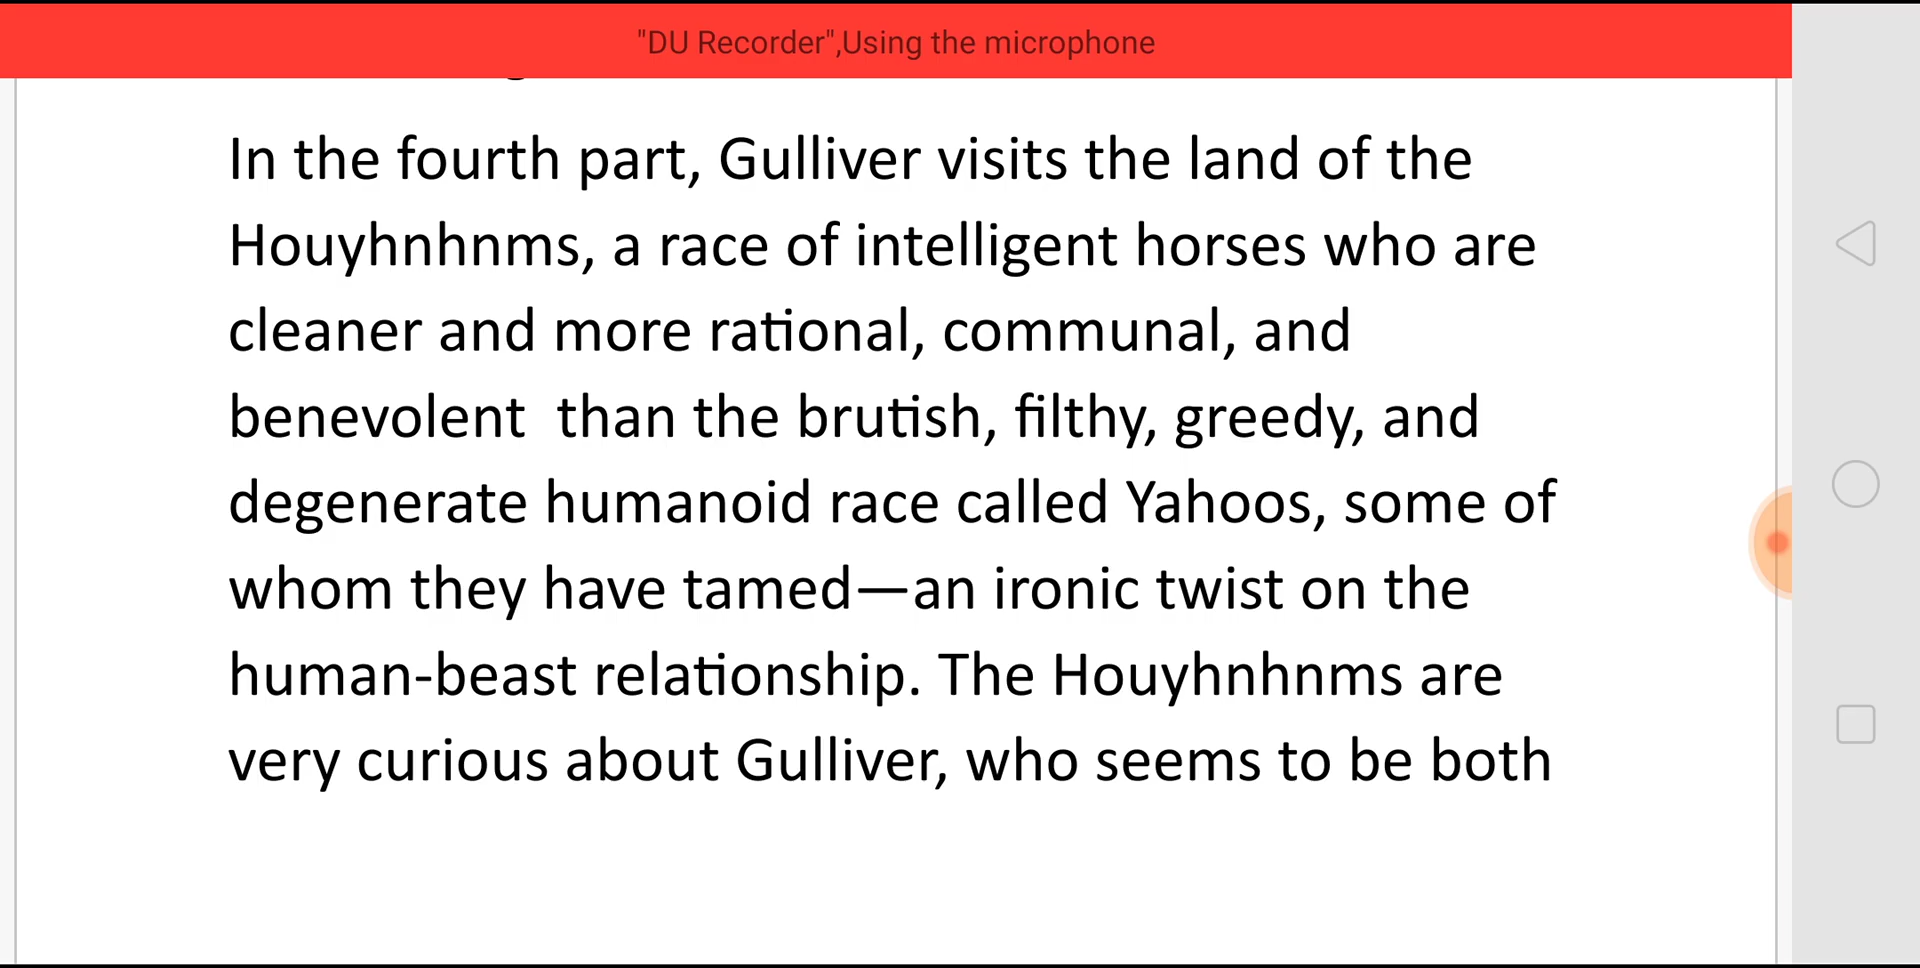 "DU Recorder",Using the microphone
In the fourth part, Gulliver visits the land of the
Houyhnhnms, a race of intelligent horses who are
cleaner and more rational, communal, and
benevolent  than the brutish, filthy, greedy, and
degenerate humanoid race called Yahoos, some of
whom they have tamed—an ironic twist on the
human-beast relationship. The Houyhnhnms are
very curious about Gulliver, who seems to be both